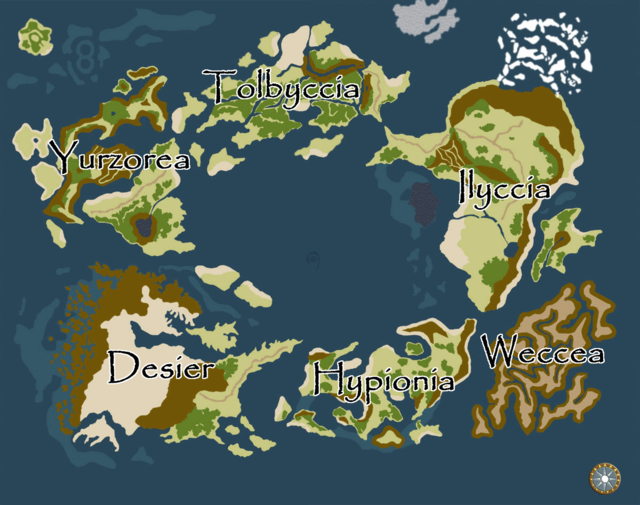 Tolbyccia
Yurzorea
Ilyccia
Desier
Hypionia
Weccea